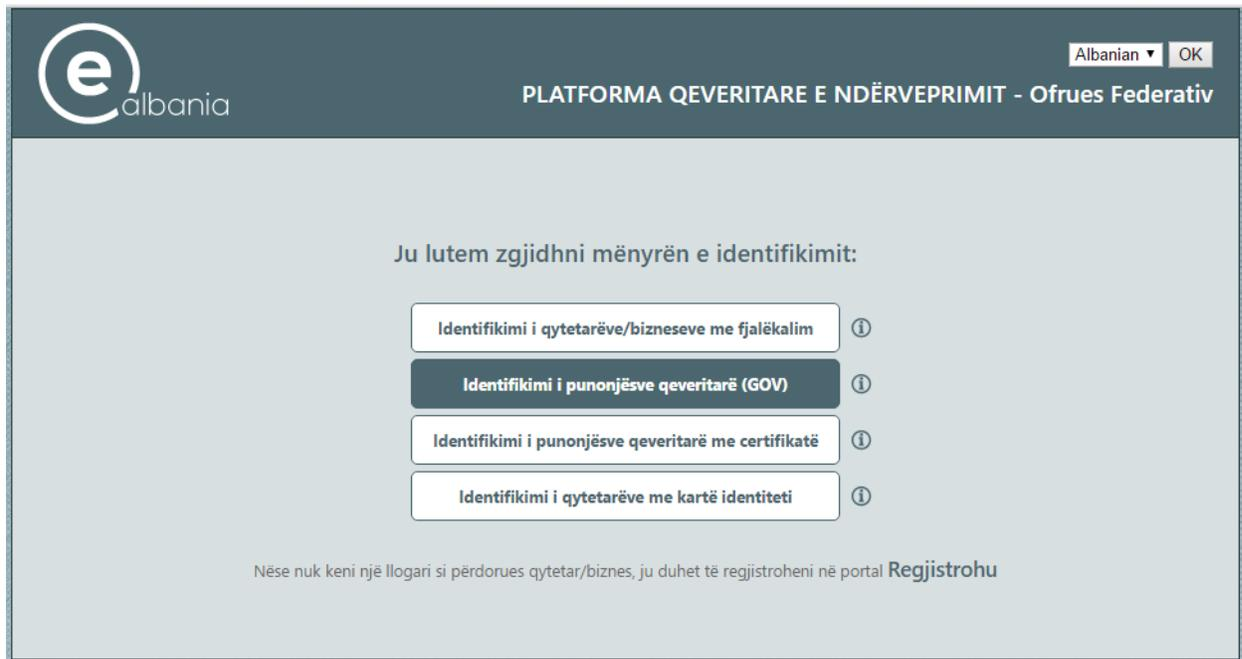 e albania
Albanian OK
PLATFORMA QEVERITARE E NDËRVEPRIMIT - Ofrues Federativ
Ju lutem zgjidhni mënyrën e identifikimit:
Identifikimi i qytetarëve/bizneseve me fjalëkalim
Identifikimi i punonjësve qeveritarë (GOV)
Identifikimi i punonjësve qeveritarë me certifikatë
Identifikimi i qytetarëve me kartë identiteti
Nëse nuk keni një llogari si përdorues qytetar/biznes, ju duhet të regjistroheni në portal Regjistrohu